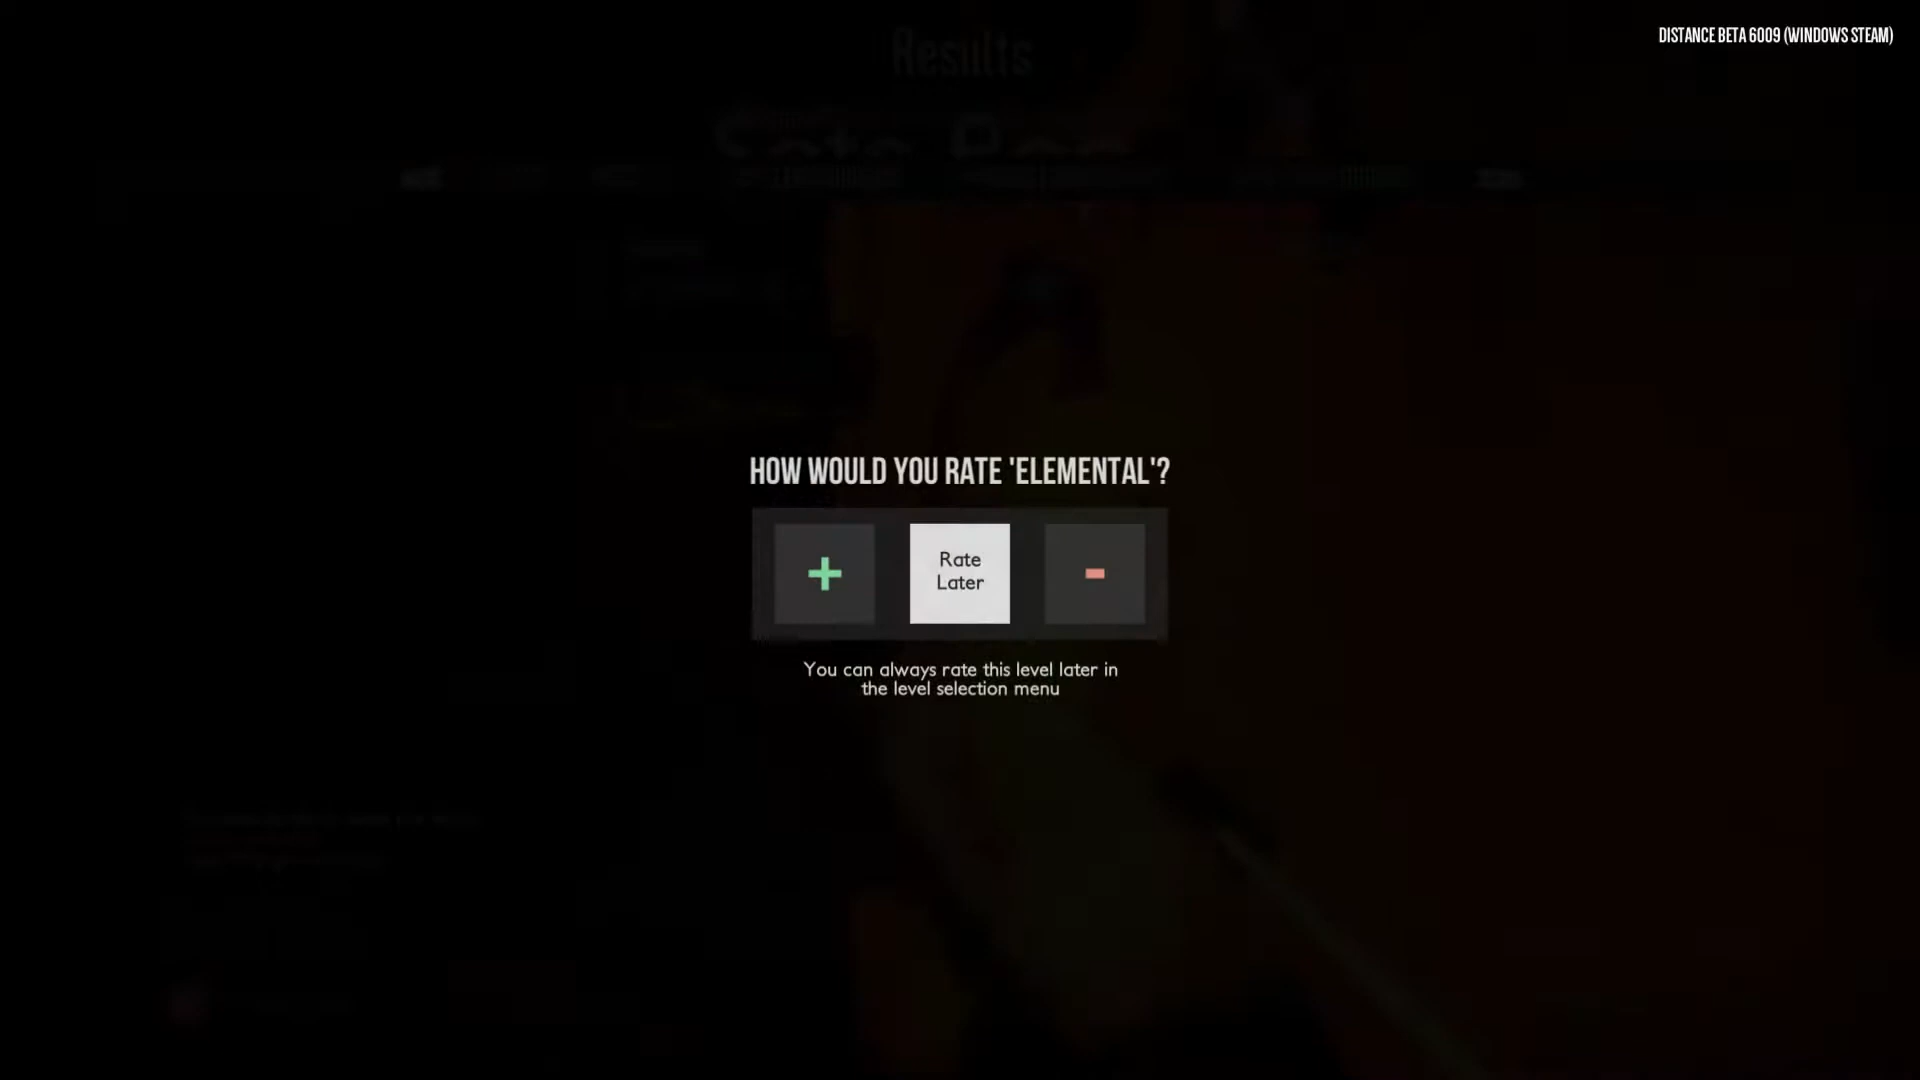 DISTANCE BETA 6009 (WINDOWS STEAM)
Results
HOW WOULD YOU RATE 'ELEMENTAL'?
+
Rate
Later
-
You can always rate this level later in
the level selection menu